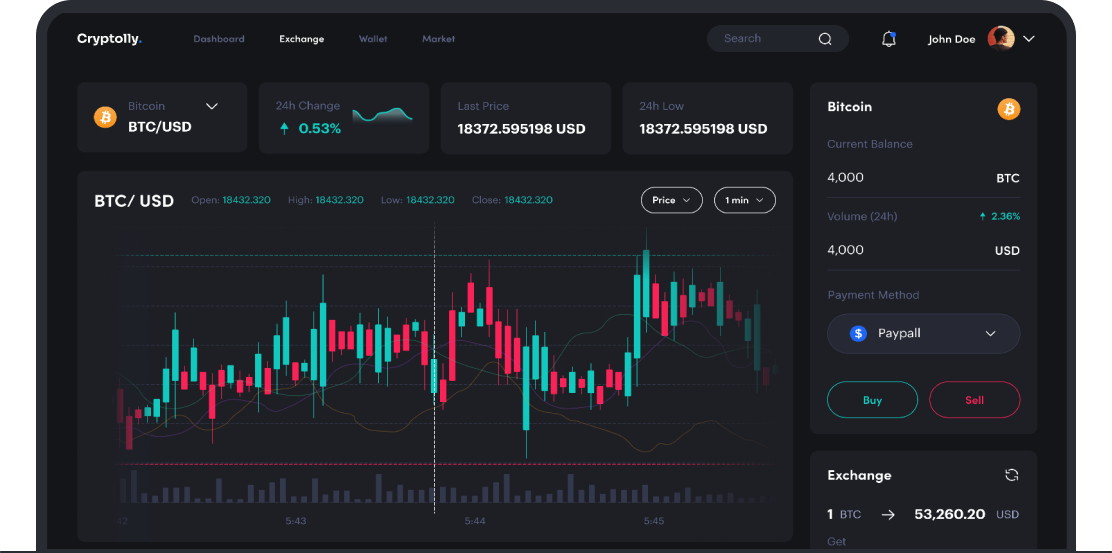 Cryptolly. Dashboard Exchange Wallet Market Search John Doe
Bitcoin
BTC/USD
24h Change
0.53%
Last Price
18372.595198 USD
24h Low
18372.595198 USD
BTC/ USD Open: 18432.320 High: 18432.320 Low: 18432.320 Close: 18432.320 Price 1 min
42 5:43 5:44 5:45
Bitcoin
Current Balance
4,000 BTC
Volume (24h) 2.36%
4,000 USD
Payment Method
$ Paypall
Buy Sell
Exchange
1 BTC → 53,260.20 USD
Get